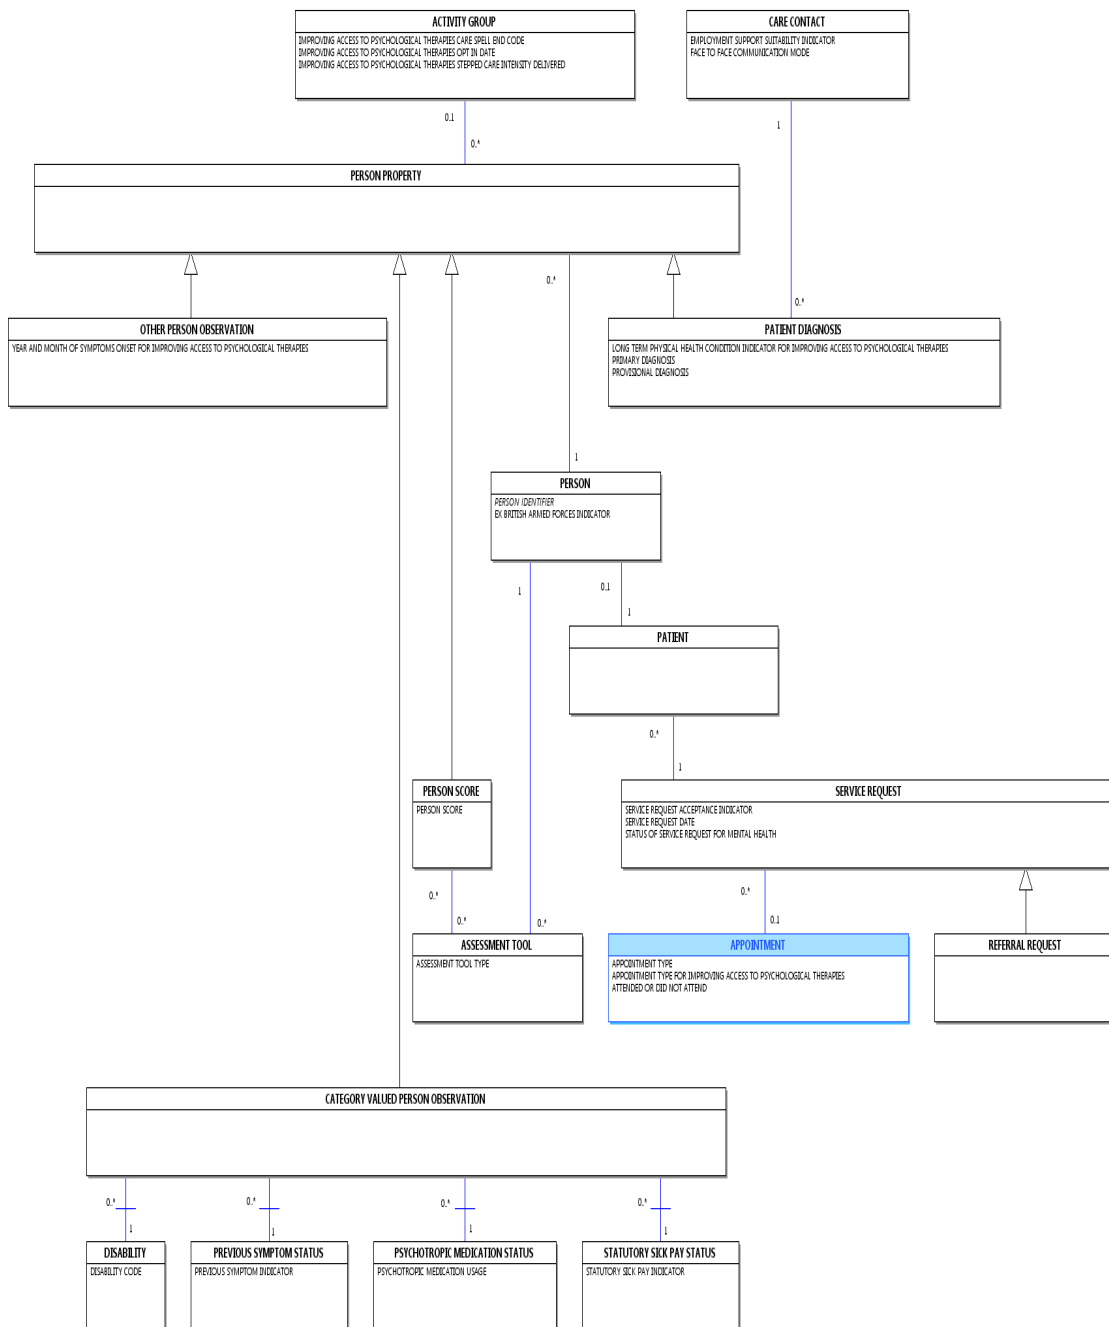 ACTIVITY GROUP
IMPROVING ACCESS TO PSYCHOLOGICAL THERAPIES CARE SPELL END CODE
IMPROVING ACCESS TO PSYCHOLOGICAL THERAPIES OPT IN DATE
IMPROVING ACCESS TO PSYCHOLOGICAL THERAPIES STEPPED CARE INTENSITY DELIVERED
CARE CONTACT
EMPLOYMENT SUPPORT SUITABILITY INDICATOR
FACE TO FACE COMMUNICATION MODE
0..1
0..*
1
0..*
PERSON PROPERTY
0..*
1
OTHER PERSON OBSERVATION
YEAR AND MONTH OF SYMPTOMS ONSET FOR IMPROVING ACCESS TO PSYCHOLOGICAL THERAPIES
PATIENT DIAGNOSIS
LONG TERM PHYSICAL HEALTH CONDITION INDICATOR FOR IMPROVING ACCESS TO PSYCHOLOGICAL THERAPIES
PRIMARY DIAGNOSIS
PROVISIONAL DIAGNOSIS
PERSON
PERSON IDENTIFIER
EX BRITISH ARMED FORCES INDICATOR
1
0..*
0..1
1
PATIENT
0..*
1
PERSON SCORE
PERSON SCORE
SERVICE REQUEST
SERVICE REQUEST ACCEPTANCE INDICATOR
SERVICE REQUEST DATE
STATUS OF SERVICE REQUEST FOR MENTAL HEALTH
0..*
0..*
0..*
0..1
ASSESSMENT TOOL
ASSESSMENT TOOL TYPE
APPOINTMENT
APPOINTMENT TYPE
APPOINTMENT TYPE FOR IMPROVING ACCESS TO PSYCHOLOGICAL THERAPIES
ATTENDED OR DID NOT ATTEND
REFERRAL REQUEST
CATEGORY VALUED PERSON OBSERVATION
0..*
1
0..*
1
0..*
1
0..*
1
DISABILITY
DISABILITY CODE
PREVIOUS SYMPTOM STATUS
PREVIOUS SYMPTOM INDICATOR
PSYCHOTROPIC MEDICATION STATUS
PSYCHOTROPIC MEDICATION USAGE
STATUTORY SICK PAY STATUS
STATUTORY SICK PAY INDICATOR